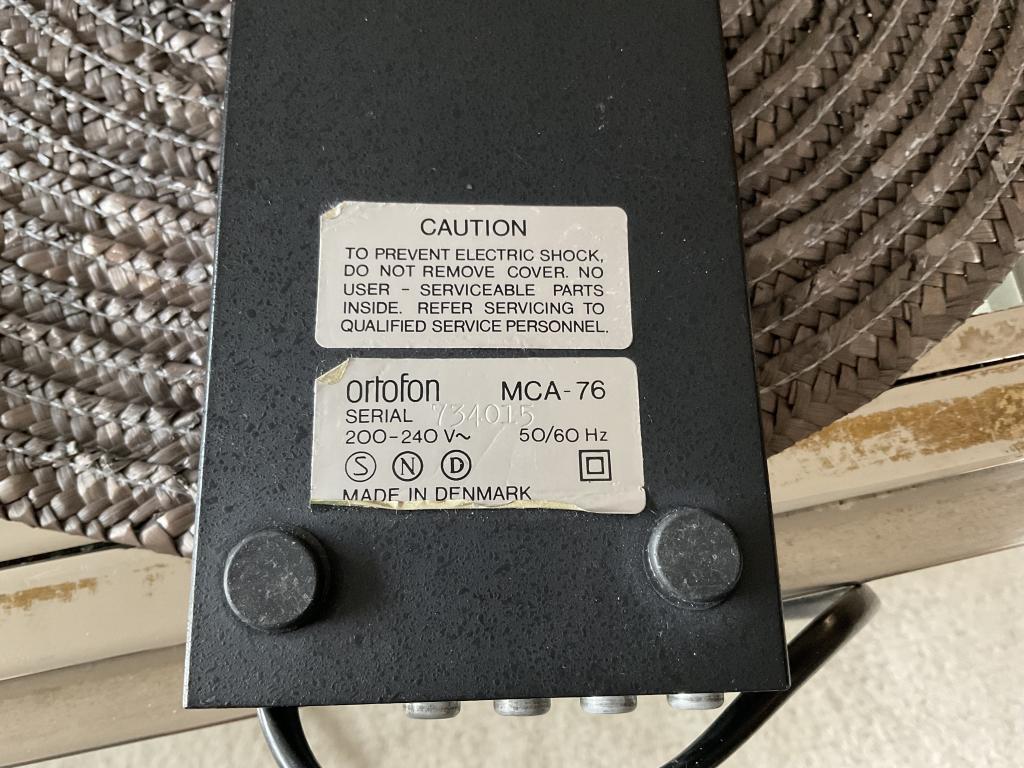 CAUTION
TO PREVENT ELECTRIC SHOCK,
DO NOT REMOVE COVER. NO
USER - SERVICEABLE PARTS
INSIDE. REFER SERVICING TO
QUALIFIED SERVICE PERSONNEL.
ortofon MCA-76
SERIAL 734015
200-240 V~ 50/60 Hz
S N D
MADE IN DENMARK